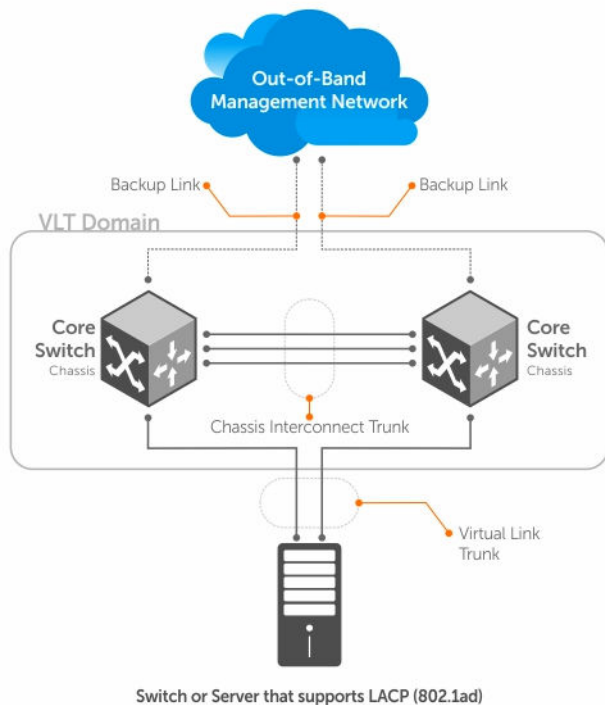 Out-of-Band
Management Network
Backup Link
Backup Link
VLT Domain
Core
Switch
Chassis
Core
Switch
Chassis
Chassis Interconnect Trunk
Virtual Link
Trunk
Switch or Server that supports LACP (802.1ad)